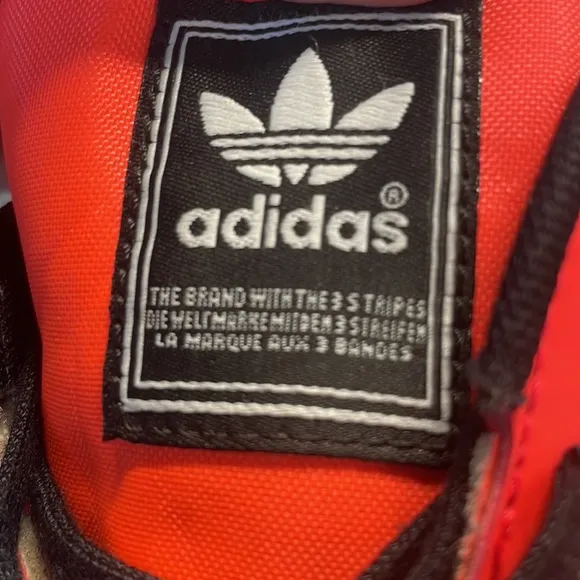 adidas®
THE BRAND WITH THE 3 STRIPES
DIE WELTMARKE MIT DEN 3 STREIFEN
LA MARQUE AUX 3 BANDES